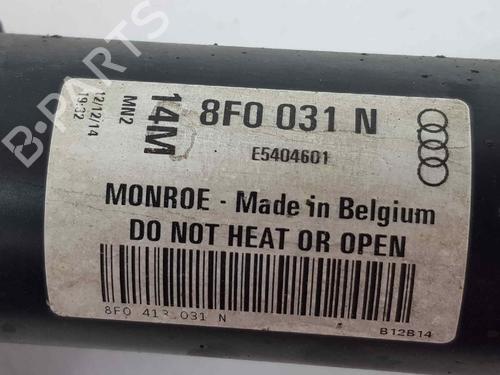 12/12/14
19:32
MN2
14M
8F0 031 N
E5404601
MONROE - Made in Belgium
DO NOT HEAT OR OPEN
8F0 413 031 N
B12B14
B-PARTS